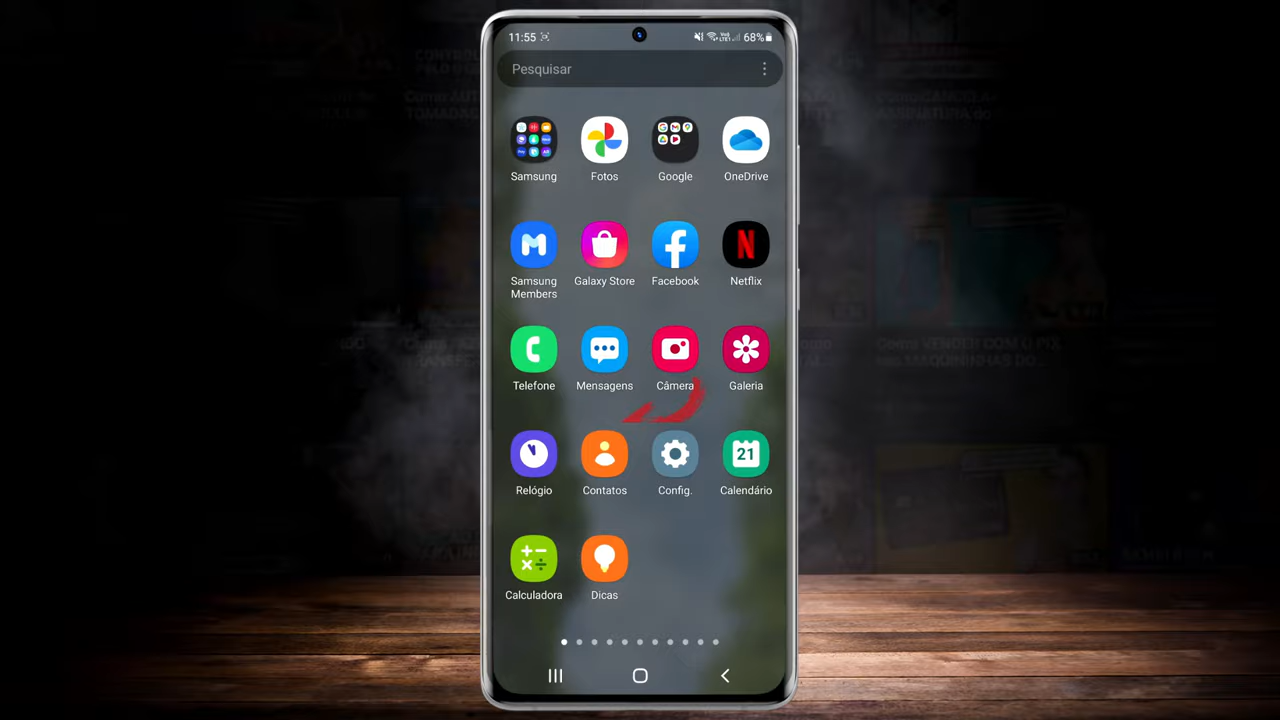 11:55 68%
Pesquisar
Samsung Fotos Google OneDrive
Samsung Members Galaxy Store Facebook Netflix
Telefone Mensagens Câmera Galeria
21
Relógio Contatos Config. Calendário
Calculadora Dicas